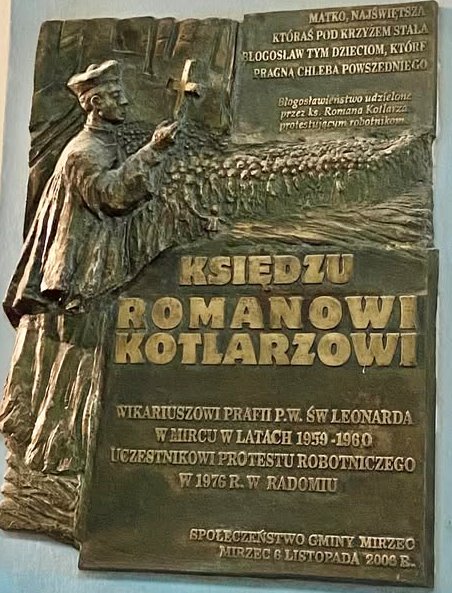 MATKO, NAJŚWIĘTSZA
KTÓRAŚ POD KRZYŻEM STAŁA
BŁOGOSŁAW TYM DZIECIOM, KTÓRE
PRAGNĄ CHLEBA POWSZEDNIEGO
Błogosławieństwo udzielone
przez ks. Romana Kotlarza
protestującym robotnikom
KSIĘDZU
ROMANOWI
KOTLARZOWI
WIKARIUSZOWI PRAFII P.W. ŚW LEONARDA
W MIRCU W LATACH 1959-1960
UCZESTNIKOWI PROTESTU ROBOTNICZEGO
W 1976 R. W RADOMIU
SPOŁECZEŃSTWO GMINY MIRZEC
MIRZEC 6 LISTOPADA 2008 R.